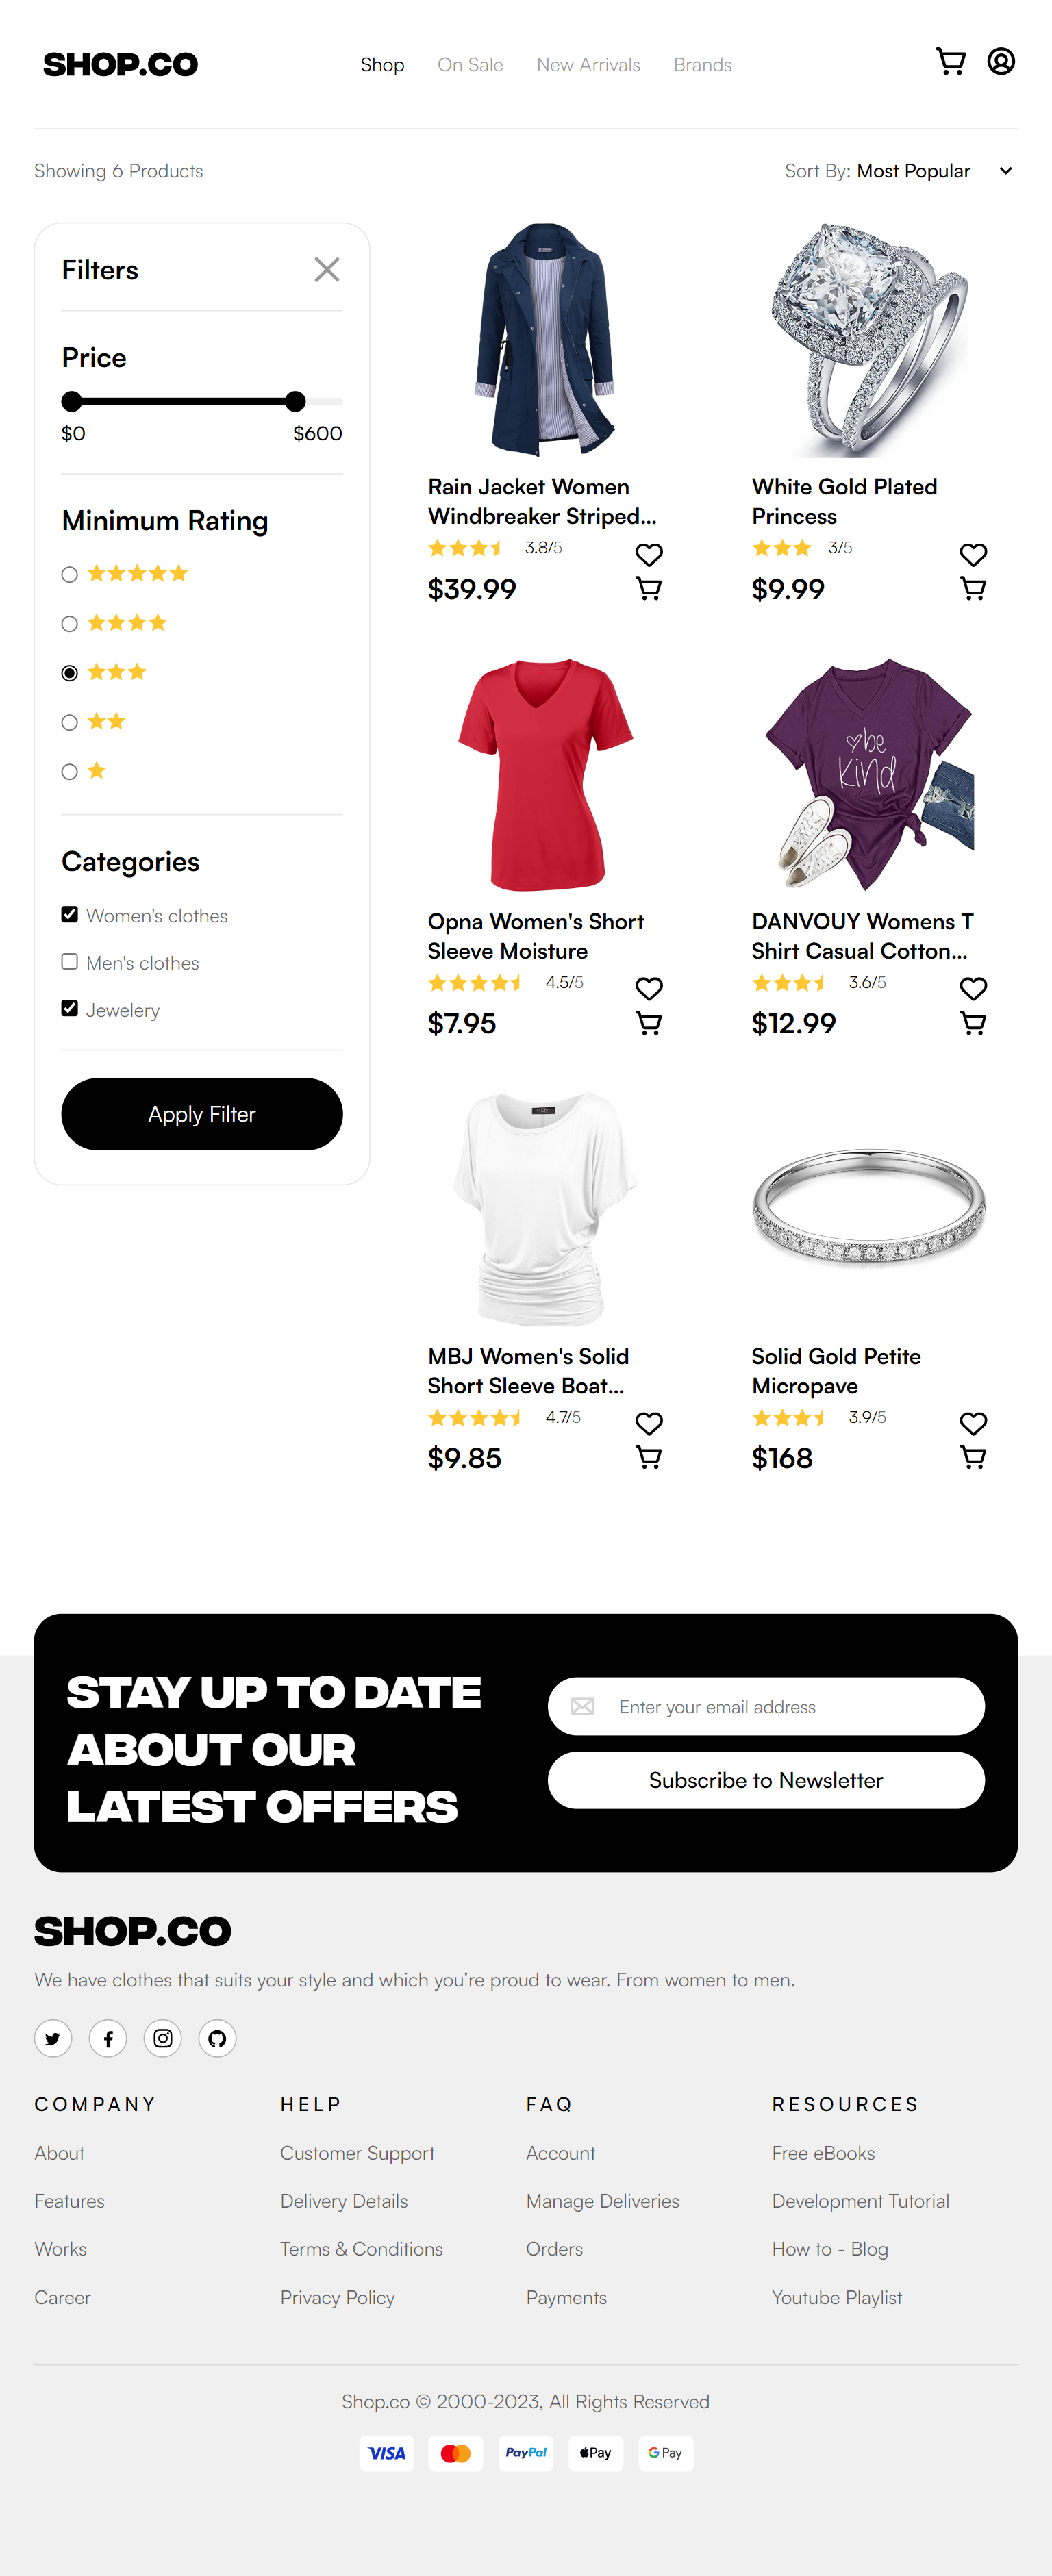 SHOP.CO
Shop On Sale New Arrivals Brands
Showing 6 Products
Sort By: Most Popular
Filters
Price
$0 $600
Minimum Rating
Categories
Women's clothes
Men's clothes
Jewelery
Apply Filter
Rain Jacket Women
Windbreaker Striped...
3.8/5
$39.99
White Gold Plated
Princess
3/5
$9.99
Opna Women's Short
Sleeve Moisture
4.5/5
$7.95
be
kind
DANVOUY Womens T
Shirt Casual Cotton...
3.6/5
$12.99
MBJ Women's Solid
Short Sleeve Boat...
4.7/5
$9.85
Solid Gold Petite
Micropave
3.9/5
$168
STAY UP TO DATE
ABOUT OUR
LATEST OFFERS
Enter your email address
Subscribe to Newsletter
SHOP.CO
We have clothes that suits your style and which you’re proud to wear. From women to men.
COMPANY
About
Features
Works
Career
HELP
Customer Support
Delivery Details
Terms & Conditions
Privacy Policy
FAQ
Account
Manage Deliveries
Orders
Payments
RESOURCES
Free eBooks
Development Tutorial
How to - Blog
Youtube Playlist
Shop.co © 2000-2023, All Rights Reserved
VISA PayPal Pay G Pay